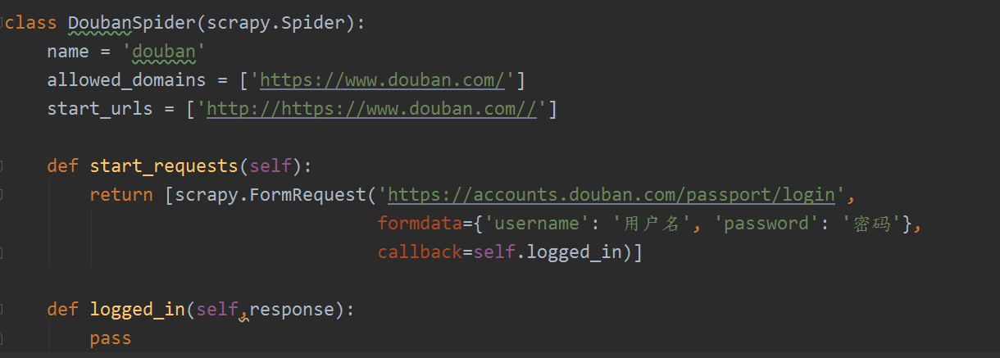 class DoubanSpider(scrapy.Spider):
    name = 'douban'
    allowed_domains = ['https://www.douban.com/']
    start_urls = ['http://https://www.douban.com//']
    def start_requests(self):
        return [scrapy.FormRequest('https://accounts.douban.com/passport/login',
                                   formdata={'username': '用户名', 'password': '密码'},
                                   callback=self.logged_in)]
    def logged_in(self,response):
        pass